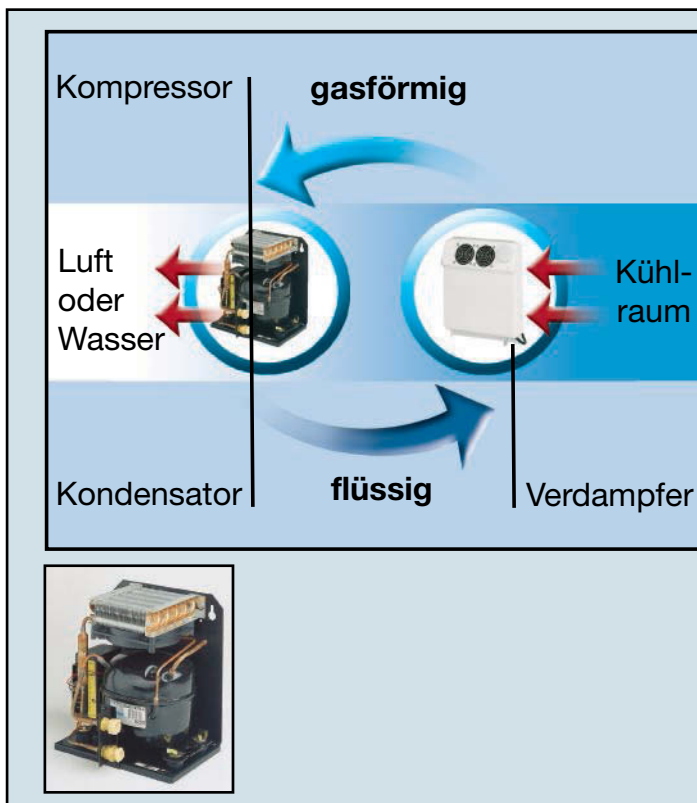 Kompressor
gasförmig
Luft
oder
Wasser
Kühl-
raum
Kondensator
flüssig
Verdampfer